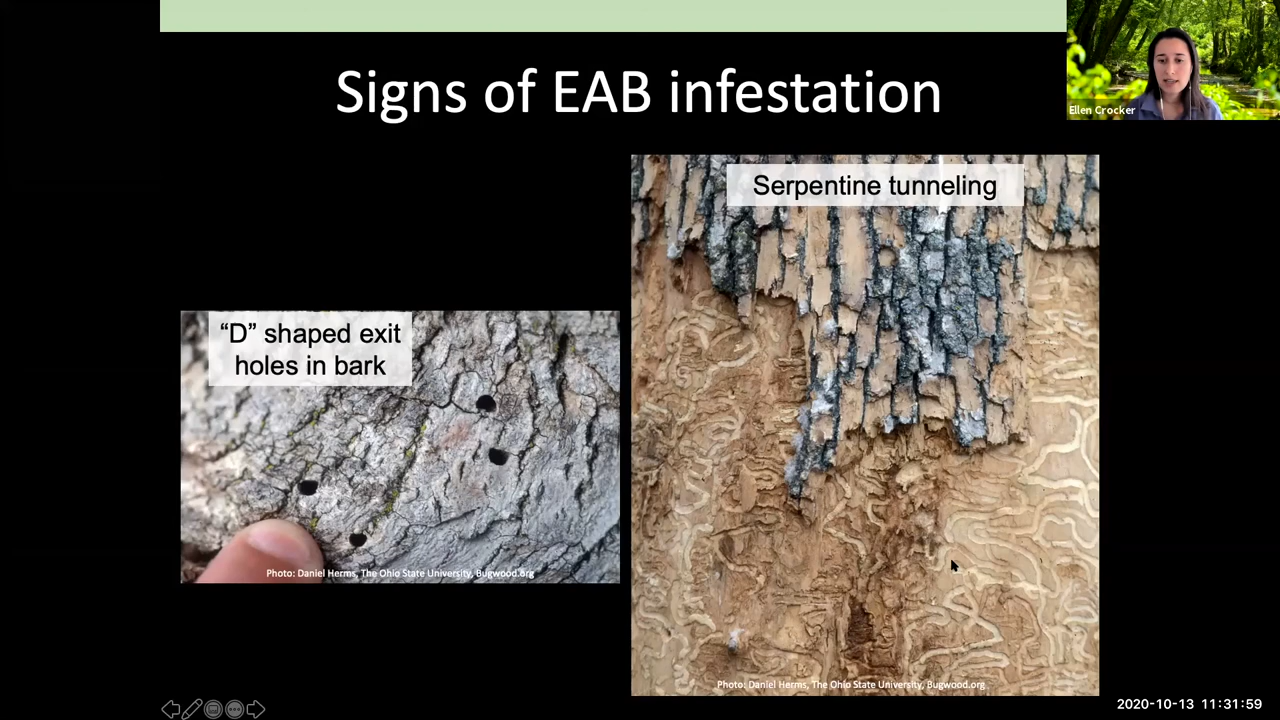 Signs of EAB infestation
Ellen Crocker
Serpentine tunneling
“D” shaped exit
holes in bark
Photo: Daniel Herms, The Ohio State University, Bugwood.org
Photo: Daniel Herms, The Ohio State University, Bugwood.org
2020-10-13 11:31:59